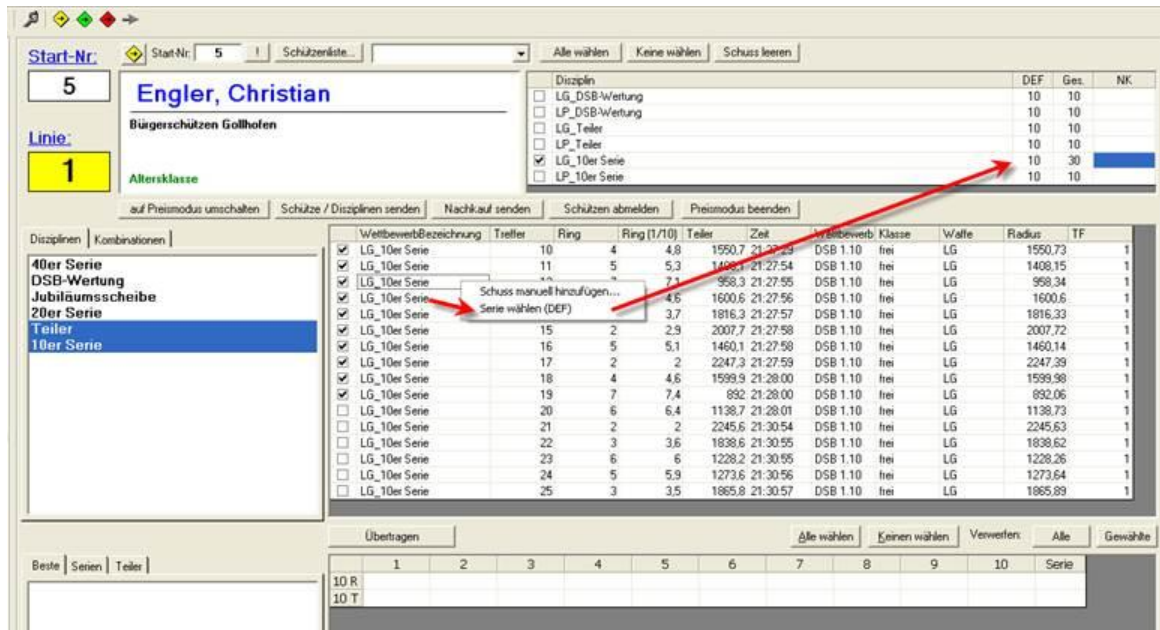 Start-Nr: 5 ! Schützenliste... Alle wählen Keine wählen Schuss leeren
Start-Nr:
5
Linie:
1
Engler, Christian
Bürgerschützen Gollhofen
Altersklasse
Disziplin DEF Ges. NK
LG_DSB-Wertung 10 10
LP_DSB-Wertung 10 10
LG_Teiler 10 10
LP_Teiler 10 10
LG_10er Serie 10 30
LP_10er Serie 10 10
auf Preismodus umschalten Schütze / Disziplinen senden Nachkauf senden Schützen abmelden Preismodus beenden
Disziplinen Kombinationen
40er Serie
DSB-Wertung
Jubiläumsscheibe
20er Serie
Teiler
10er Serie
WettbewerbBezeichnung Treffer Ring Ring [1/10] Teiler Zeit Wettbewerb Klasse Waffe Radius TF
LG_10er Serie 10 4 4,8 1550,7 21:27:29 DSB 1.10 frei LG 1550,73 1
LG_10er Serie 11 5 5,3 1408,1 21:27:54 DSB 1.10 frei LG 1408,15 1
LG_10er Serie 7,1 958,3 21:27:55 DSB 1.10 frei LG 958,34 1
LG_10er Serie 4,6 1600,6 21:27:56 DSB 1.10 frei LG 1600,6 1
LG_10er Serie 3,7 1816,3 21:27:57 DSB 1.10 frei LG 1816,33 1
LG_10er Serie 15 2 2,9 2007,7 21:27:58 DSB 1.10 frei LG 2007,72 1
LG_10er Serie 16 5 5,1 1460,1 21:27:58 DSB 1.10 frei LG 1460,14 1
LG_10er Serie 17 2 2 2247,3 21:27:59 DSB 1.10 frei LG 2247,39 1
LG_10er Serie 18 4 4,6 1599,9 21:28:00 DSB 1.10 frei LG 1599,98 1
LG_10er Serie 19 7 7,4 892 21:28:00 DSB 1.10 frei LG 892,06 1
LG_10er Serie 20 6 6,4 1138,7 21:28:01 DSB 1.10 frei LG 1138,73 1
LG_10er Serie 21 2 2 2245,6 21:30:54 DSB 1.10 frei LG 2245,63 1
LG_10er Serie 22 3 3,6 1838,6 21:30:55 DSB 1.10 frei LG 1838,62 1
LG_10er Serie 23 6 6 1228,2 21:30:55 DSB 1.10 frei LG 1228,26 1
LG_10er Serie 24 5 5,9 1273,6 21:30:56 DSB 1.10 frei LG 1273,64 1
LG_10er Serie 25 3 3,5 1865,8 21:30:57 DSB 1.10 frei LG 1865,89 1
Schuss manuell hinzufügen...
Serie wählen (DEF)
Übertragen Alle wählen Keinen wählen Verwerfen: Alle Gewählte
Beste Serien Teiler
1 2 3 4 5 6 7 8 9 10 Serie
10 R
10 T